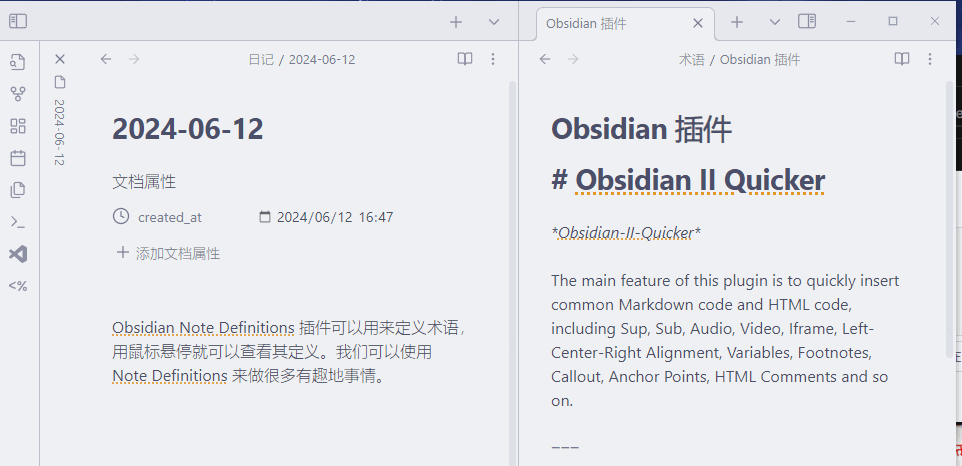 Obsidian 插件
日记 / 2024-06-12
术语 / Obsidian 插件
2024-06-12
2024-06-12
文档属性
created_at
2024/06/12 16:47
添加文档属性
Obsidian Note Definitions 插件可以用来定义术语，
用鼠标悬停就可以查看其定义。我们可以使用
Note Definitions 来做很多有趣地事情。
<%
Obsidian 插件
# Obsidian II Quicker
*Obsidian-II-Quicker*
The main feature of this plugin is to quickly insert
common Markdown code and HTML code,
including Sup, Sub, Audio, Video, Iframe, Left-
Center-Right Alignment, Variables, Footnotes,
Callout, Anchor Points, HTML Comments and so
on.
---